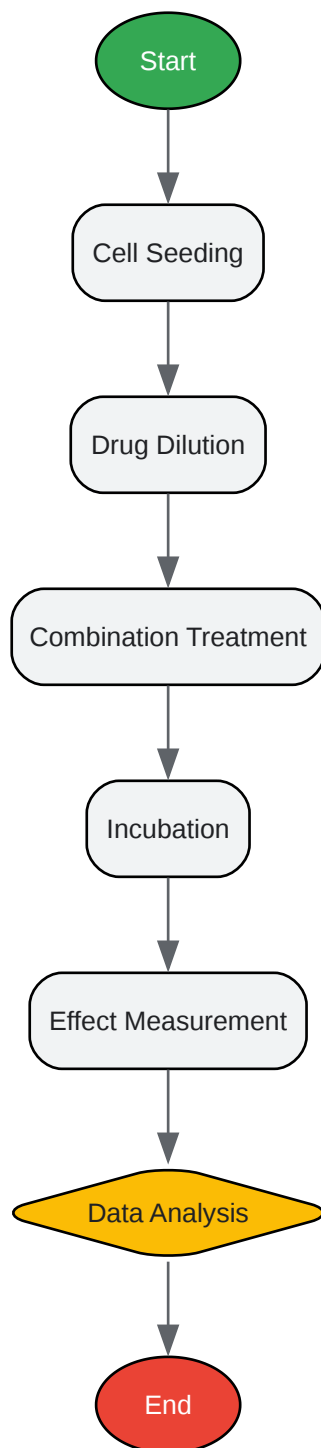 Start
Cell Seeding
Drug Dilution
Combination Treatment
Incubation
Effect Measurement
Data Analysis
End